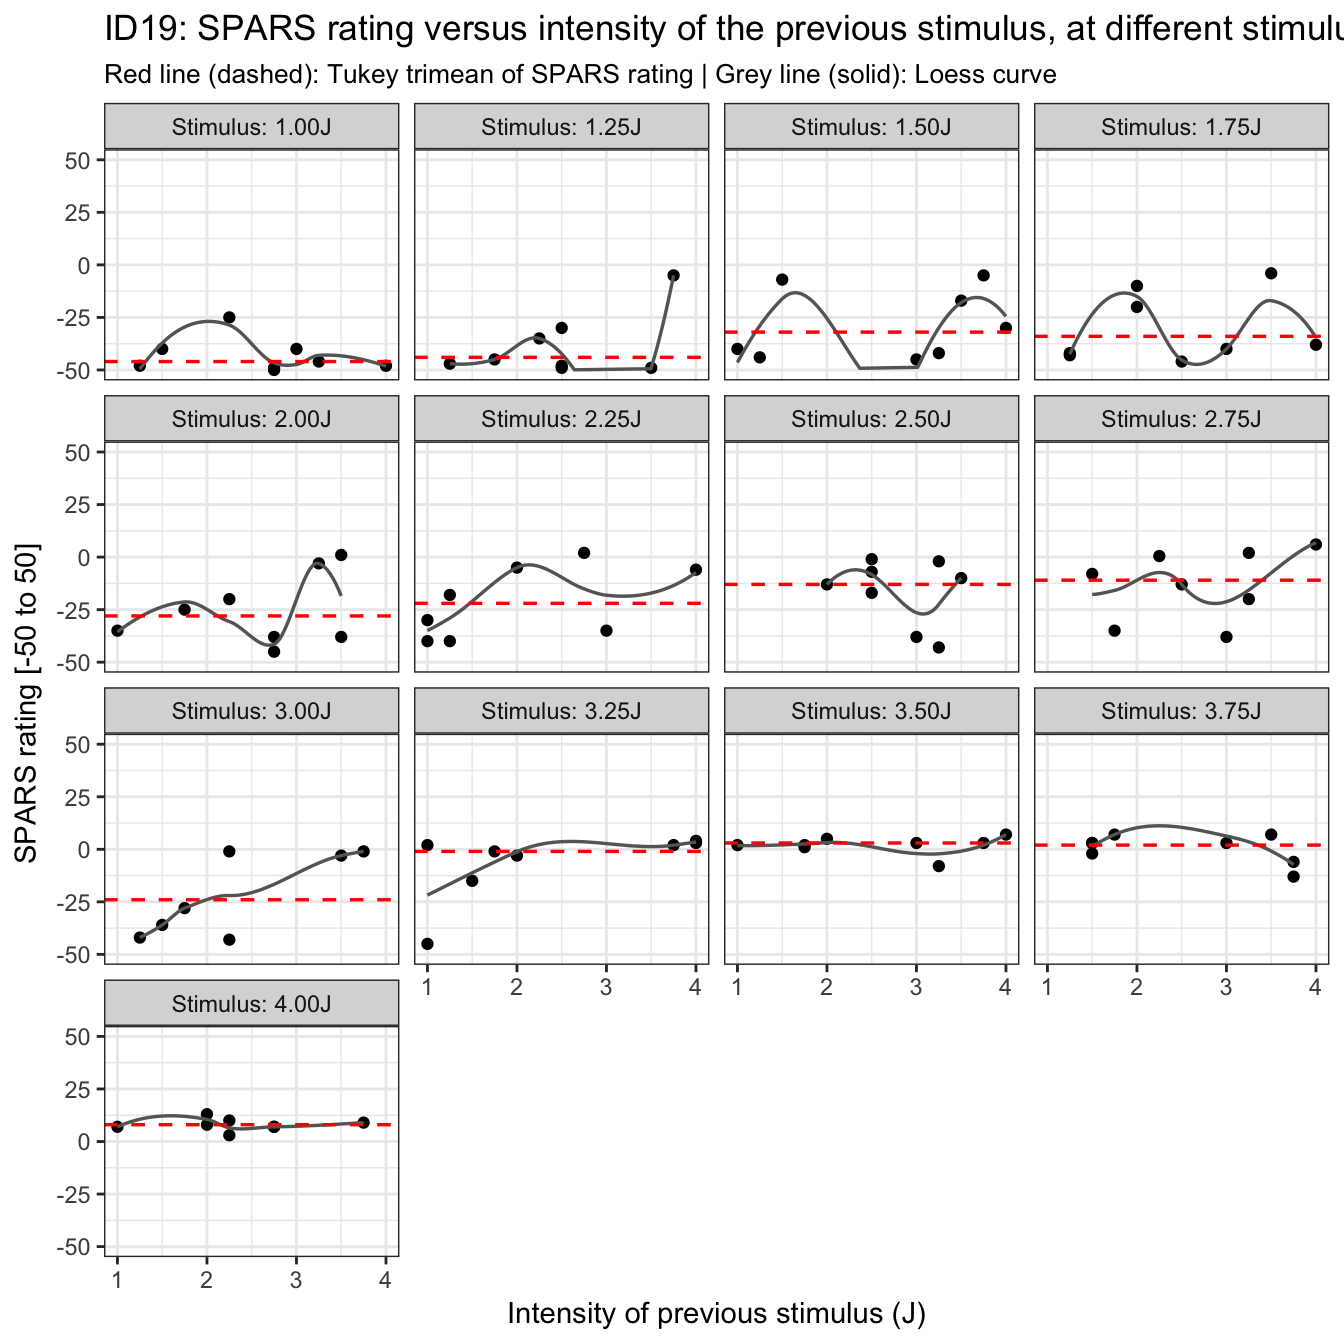 ID19: SPARS rating versus intensity of the previous stimulus, at different
Red line (dashed): Tukey trimean of SPARS rating | Grey line (solid): Loess curve
Stimulus: 1.00J Stimulus: 1.25J Stimulus: 1.50J Stimulus: 1.75J
50
25
0
-25
-50
Stimulus: 2.00J Stimulus: 2.25J Stimulus: 2.50J Stimulus: 2.75J
50
25
0
-25
-50
SPARS rating [-50 to 50]
Stimulus: 3.00J Stimulus: 3.25J Stimulus: 3.50J Stimulus: 3.75J
50
25
0
-25
-50
1 2 3 4 1 2 3 4 1 2 3 4
Stimulus: 4.00J
50
25
0
-25
-50
1 2 3 4
Intensity of previous stimulus (J)